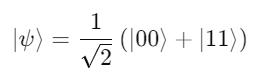 |ψ⟩ = 1/√2 (|00⟩ + |11⟩)